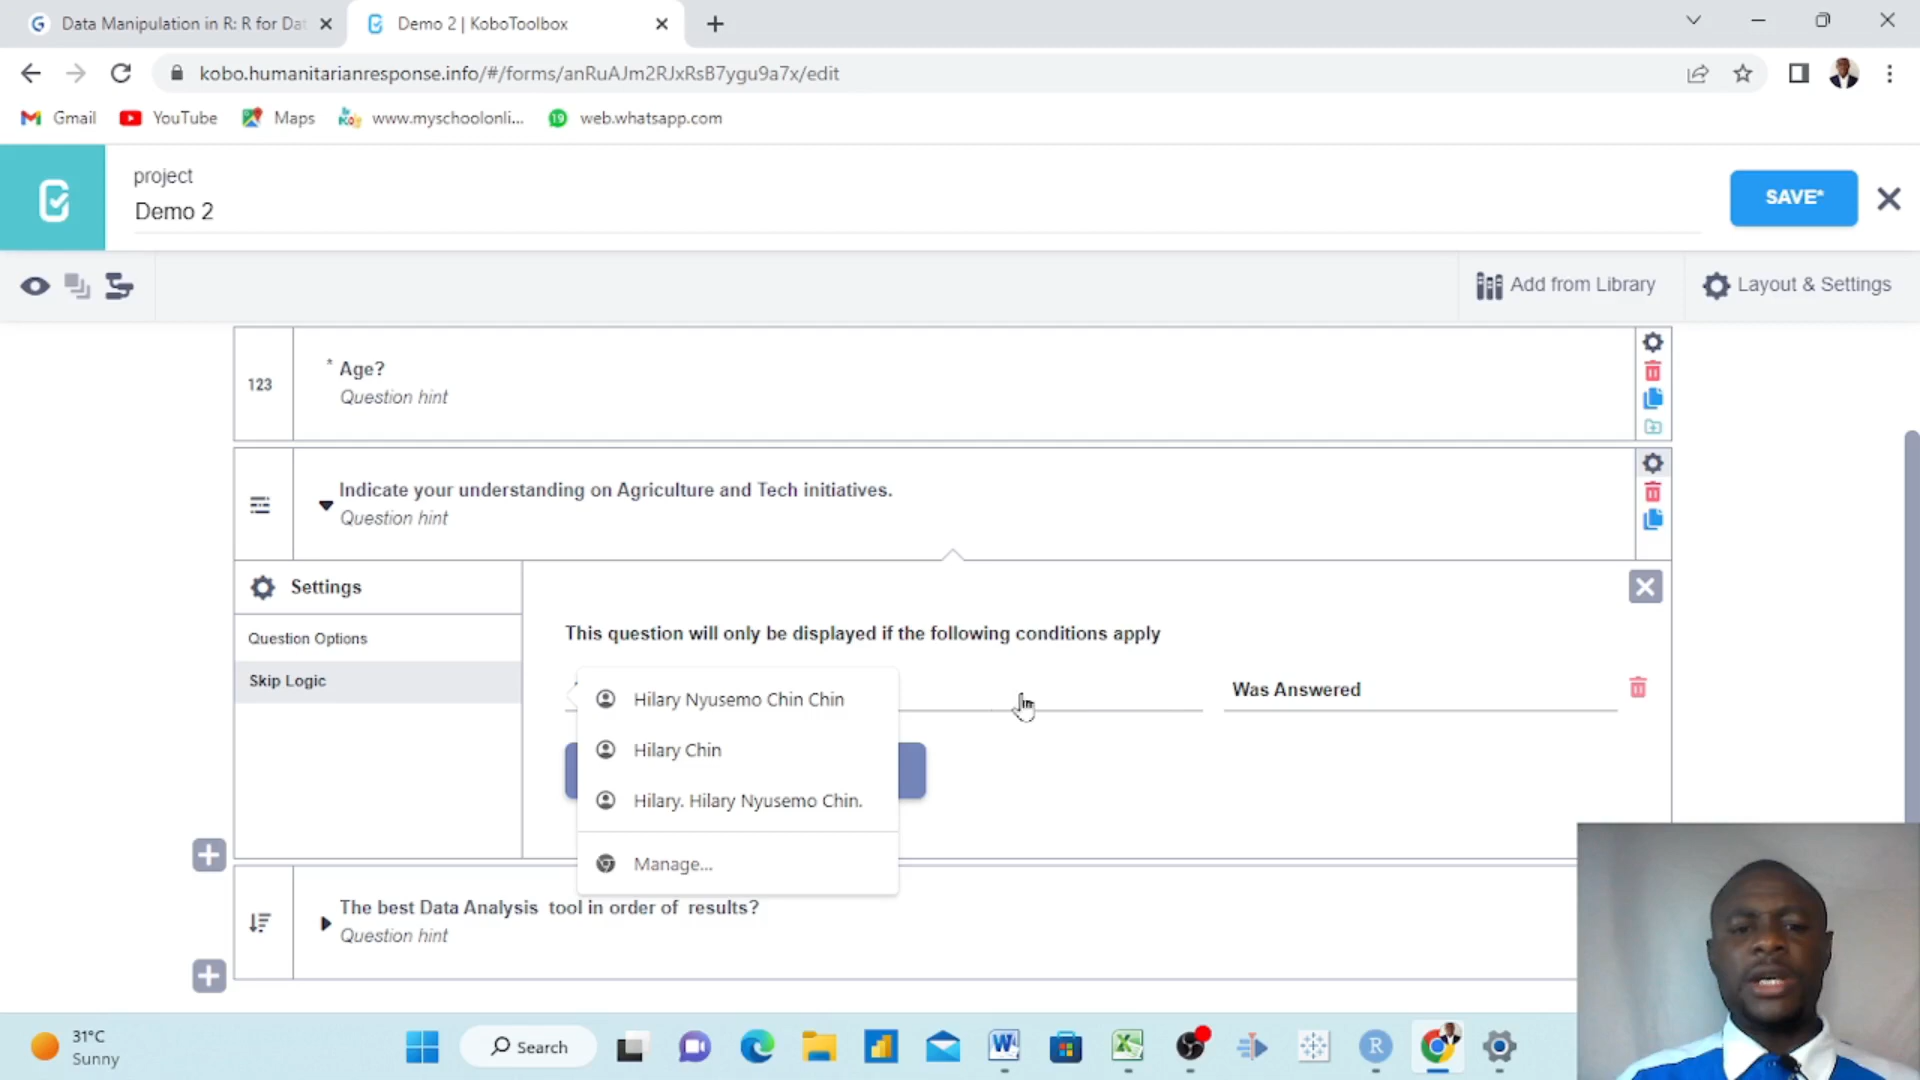 Data Manipulation in R: R for Dat
Demo 2 | KoboToolbox
kobo.humanitarianresponse.info/#/forms/anRuAJm2RJxRsB7ygu9a7x/edit
Gmail
YouTube
Maps
www.myschoolonli...
19
web.whatsapp.com
project
Demo 2
SAVE*
Add from Library
Layout & Settings
123
* Age?
Question hint
Indicate your understanding on Agriculture and Tech initiatives.
Question hint
Settings
Question Options
Skip Logic
This question will only be displayed if the following conditions apply
Was Answered
Hilary Nyusemo Chin Chin
Hilary Chin
Hilary. Hilary Nyusemo Chin.
Manage...
The best Data Analysis tool in order of results?
Question hint
31°C
Sunny
Search